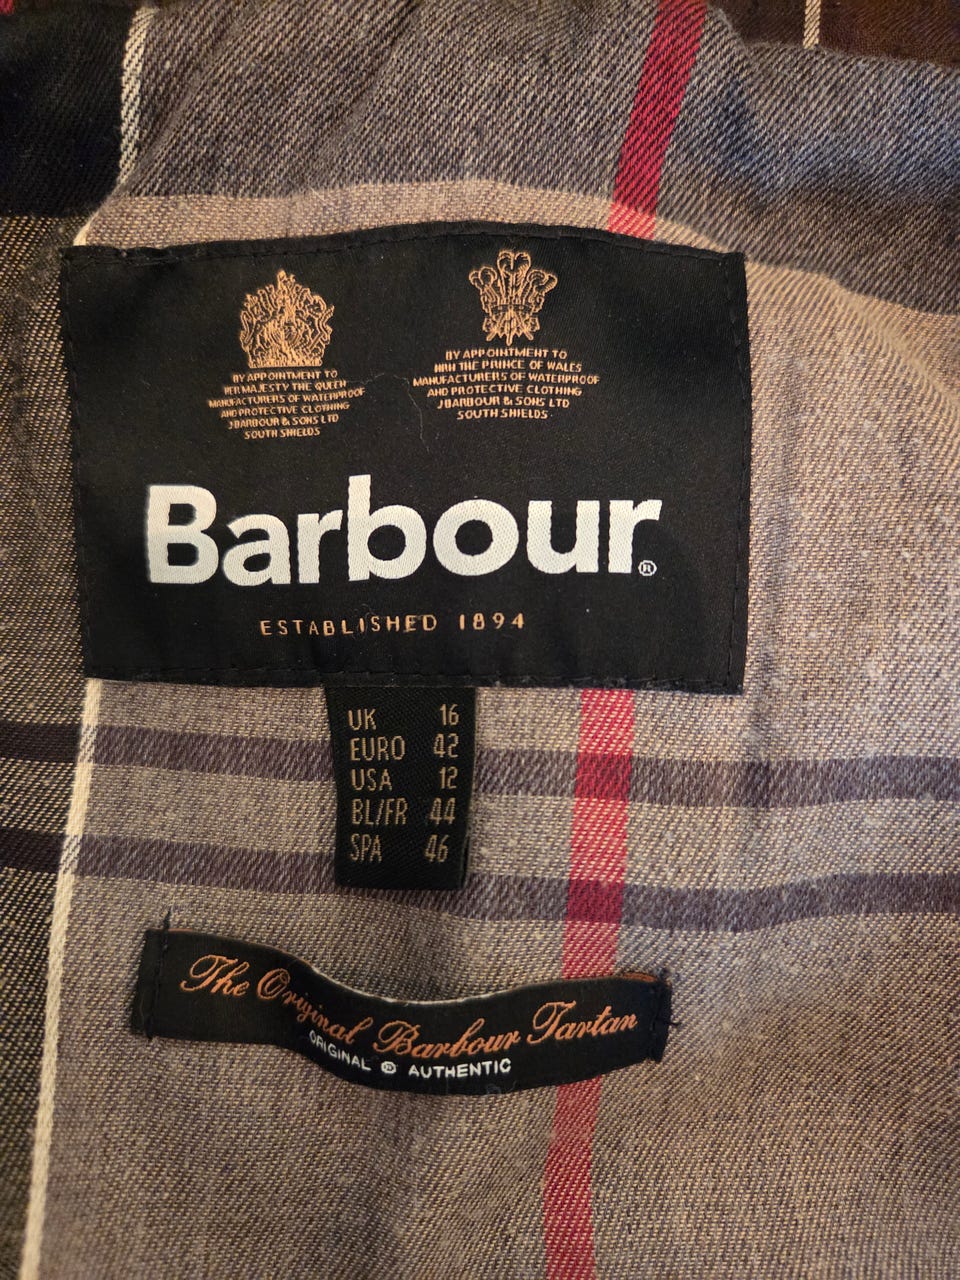 BY APPOINTMENT TO
HER MAJESTY THE QUEEN
MANUFACTURERS OF WATERPROOF
AND PROTECTIVE CLOTHING
J BARBOUR & SONS LTD
SOUTH SHIELDS
BY APPOINTMENT TO
HRH THE PRINCE OF WALES
MANUFACTURERS OF WATERPROOF
AND PROTECTIVE CLOTHING
J BARBOUR & SONS LTD
SOUTH SHIELDS
Barbour®
ESTABLISHED 1894
UK 16
EURO 42
USA 12
BL/FR 44
SPA 46
The Original Barbour Tartan
ORIGINAL AUTHENTIC